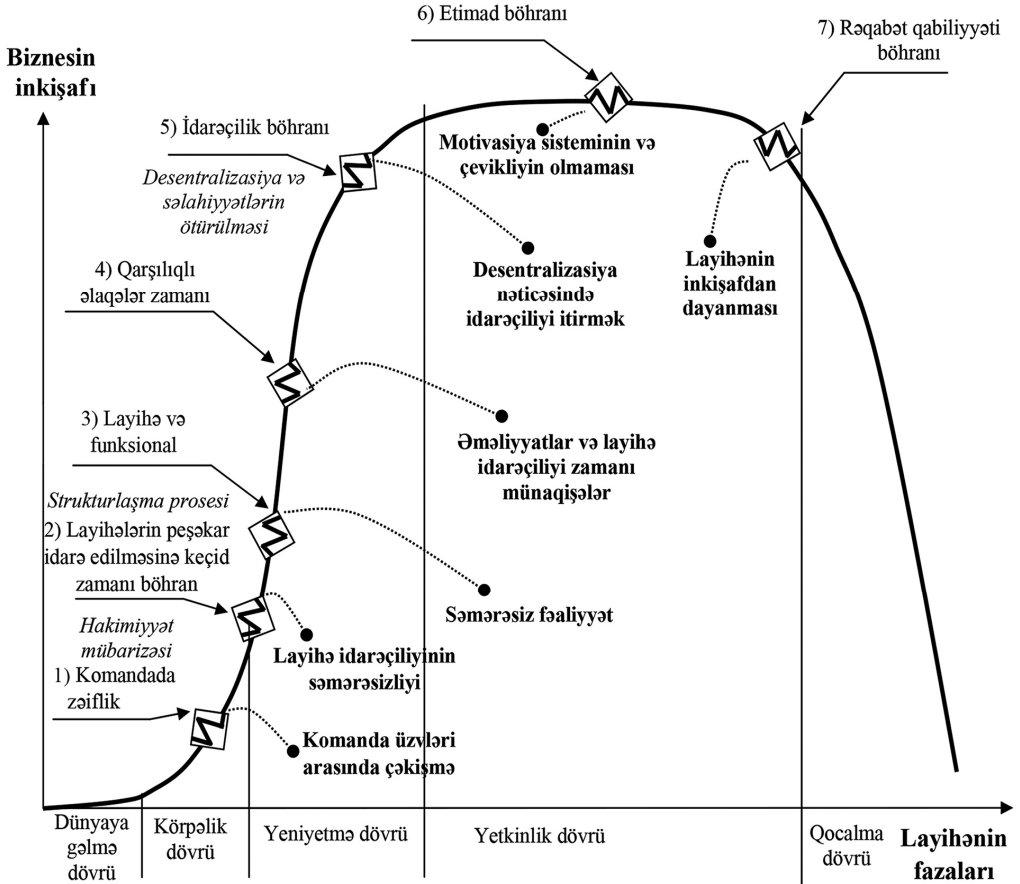 6) Etimad böhranı
7) Rəqabət qabiliyyəti
böhranı
Biznesin
inkişafı
5) İdarəçilik böhranı
Desentralizasiya və
səlahiyyətlərin
ötürülməsi
Motivasiya sisteminin və
çevikliyin olmaması
4) Qarşılıqlı
əlaqələr zamanı
Desentralizasiya
nəticəsində
idarəçiliyi itirmək
Layihənin
inkişafdan
dayanması
3) Layihə və
funksional
Əməliyyatlar və layihə
idarəçiliyi zamanı
münaqişələr
Strukturlaşma prosesi
2) Layihələrin peşəkar
idarə edilməsinə keçid
zamanı böhran
Səmərəsiz fəaliyyət
Hakimiyyət
mübarizəsi
Layihə idarəçiliyinin
səmərəsizliyi
1) Komandada
zəiflik
Komanda üzvləri
arasında çəkişmə
Dünyaya
gəlmə
dövrü
Körpəlik
dövrü
Yeniyetmə dövrü
Yetkinlik dövrü
Qocalma
dövrü
Layihənin
fazaları